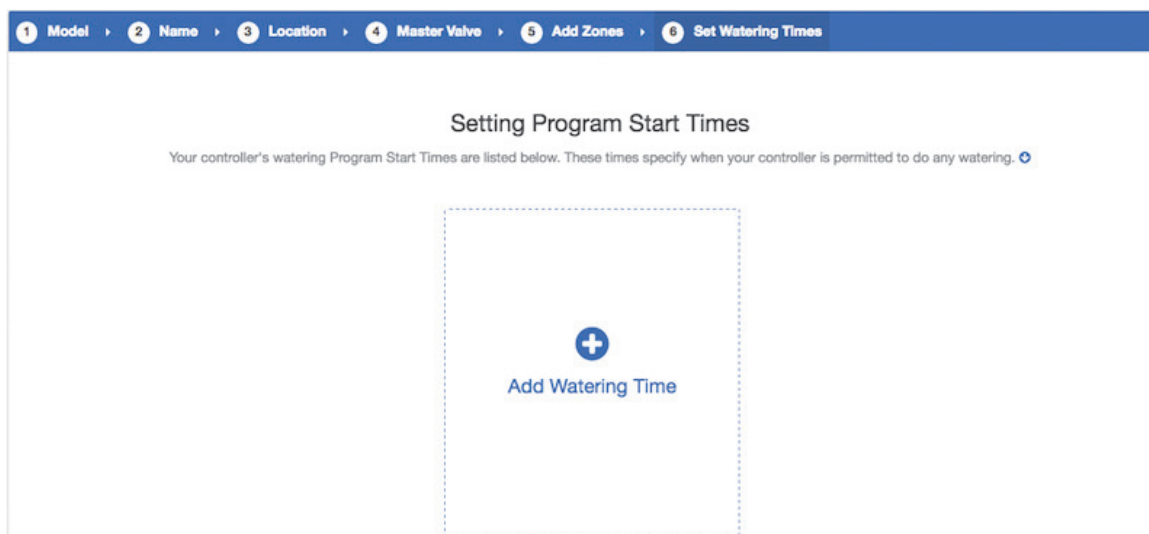 1 Model 2 Name 3 Location 4 Master Valve 5 Add Zones 6 Set Watering Times
Setting Program Start Times
Your controller's watering Program Start Times are listed below. These times specify when your controller is permitted to do any watering.
Add Watering Time